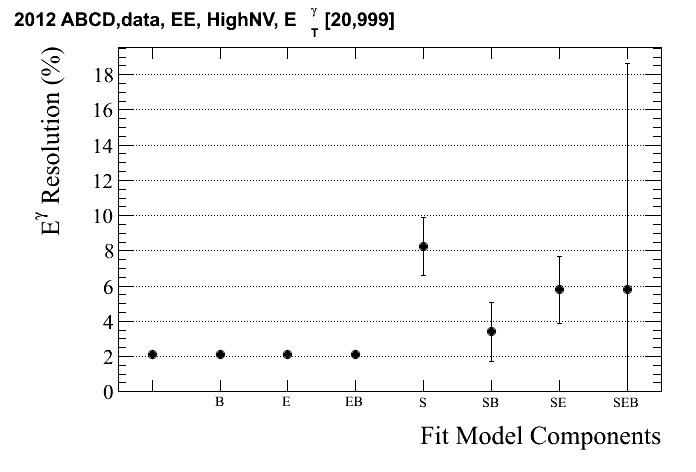 2012 ABCD,data, EE, HighNV, E γ T [20,999]
Eγ Resolution (%)
18
16
14
12
10
8
6
4
2
0
B E EB S SB SE SEB
Fit Model Components